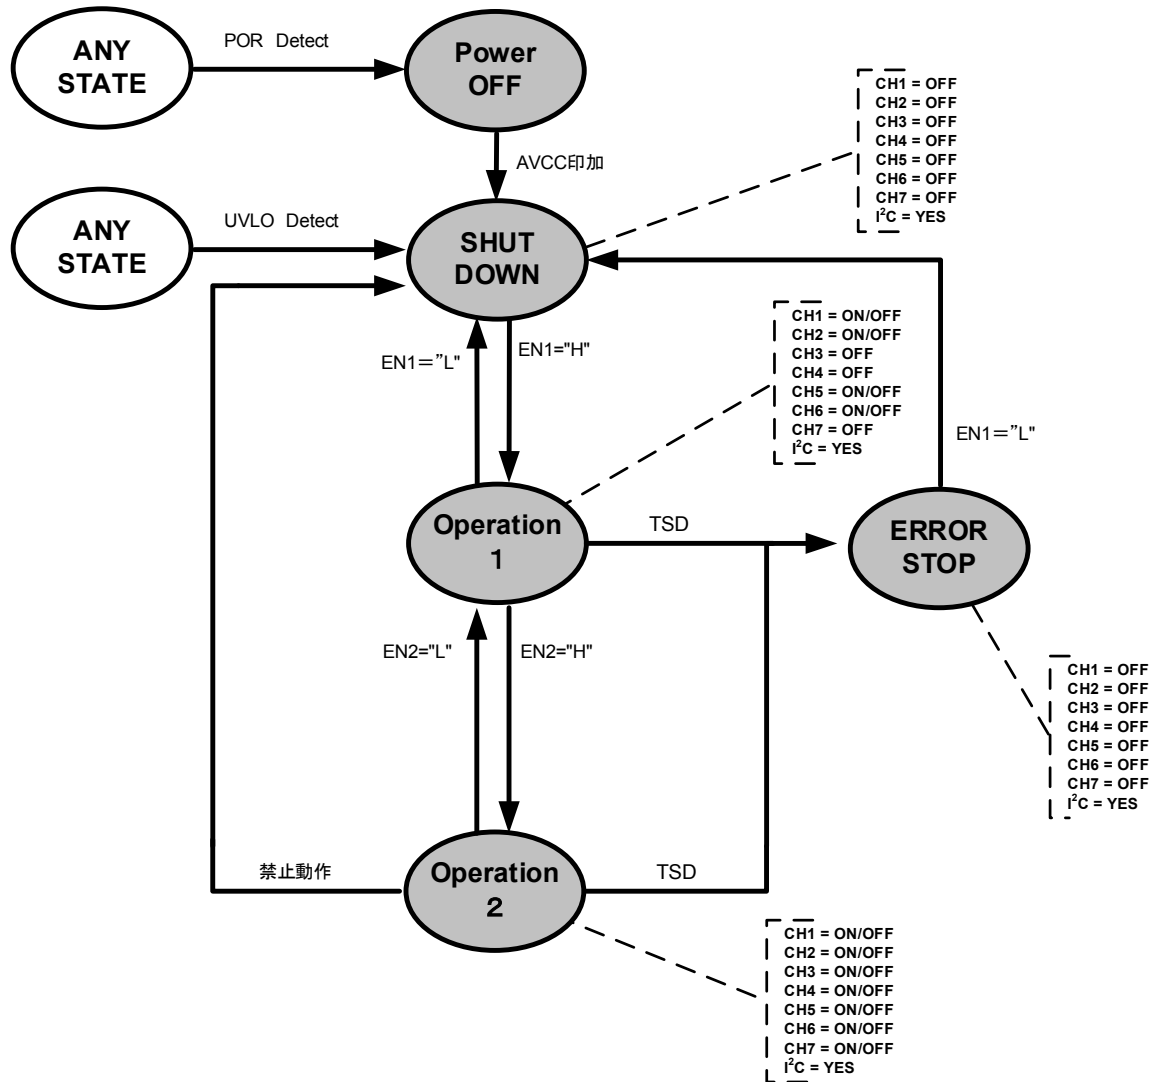 ANY
STATE
POR Detect
Power
OFF
AVCC印加
CH1 = OFF
CH2 = OFF
CH3 = OFF
CH4 = OFF
CH5 = OFF
CH6 = OFF
CH7 = OFF
I²C = YES
ANY
STATE
UVLO Detect
SHUT
DOWN
EN1＝”L"
EN1="H"
CH1 = ON/OFF
CH2 = ON/OFF
CH3 = OFF
CH4 = OFF
CH5 = ON/OFF
CH6 = ON/OFF
CH7 = OFF
I²C = YES
EN1＝”L"
Operation
1
TSD
ERROR
STOP
EN2="L"
EN2="H"
CH1 = OFF
CH2 = OFF
CH3 = OFF
CH4 = OFF
CH5 = OFF
CH6 = OFF
CH7 = OFF
I²C = YES
禁止動作
Operation
2
TSD
CH1 = ON/OFF
CH2 = ON/OFF
CH3 = ON/OFF
CH4 = ON/OFF
CH5 = ON/OFF
CH6 = ON/OFF
CH7 = ON/OFF
I²C = YES